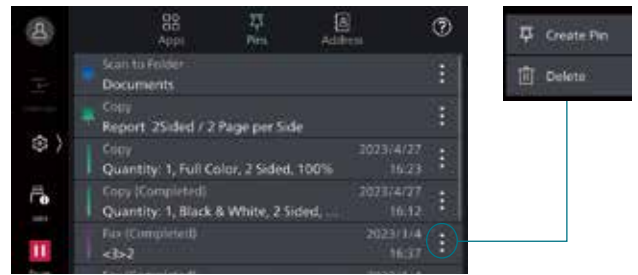 Apps
Pins
Address
Scan to Folder
Documents
Copy
Report 2Sided / 2 Page per Side
Copy 2023/4/27
Quantity: 1, Full Color, 2 Sided, 100% 16:23
Copy (Completed) 2023/4/27
Quantity: 1, Black & White, 2 Sided, ... 16:12
Fax (Completed) 2023/1/4
<3>2 16:37
Create Pin
Delete